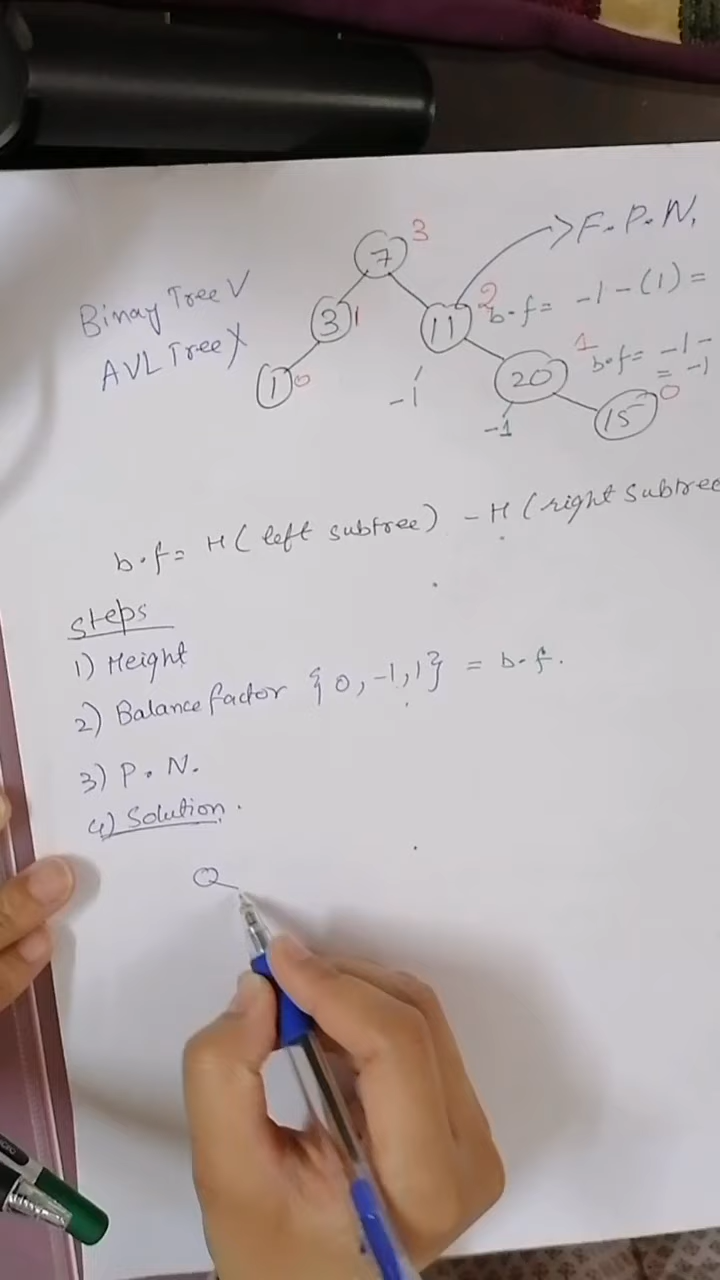 F.P.N.
7 3
Binay Tree ✓
3 1
11 2 b.f = -1-(1) =
AVL Tree X
1 0
-1
20 1 b.f = -1-
= -1
-1
15 0
b.f = H(left subtree) - H(right subtree
Steps
1) Height
2) Balance factor {0, -1, 1} = b.f.
3) P.N.
4) Solution.